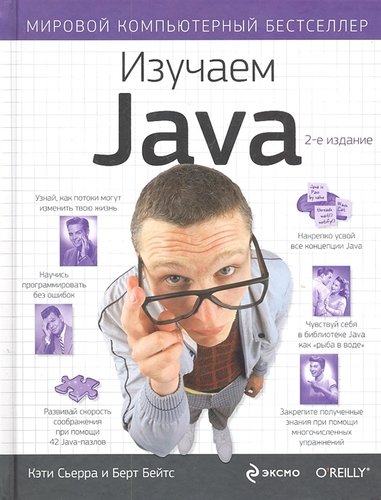 МИРОВОЙ КОМПЬЮТЕРНЫЙ БЕСТСЕЛЛЕР
Изучаем
Java
2-е издание
Узнай, как потоки могут
изменить твою жизнь
Научись
программировать
без ошибок
Развивай скорость
соображения
при помощи
42 Java-пазлов
Накрепко усвой
все концепции Java
Чувствуй себя
в библиотеке Java
как «рыба в воде»
Закрепите полученные
знания при помощи
многочисленных
упражнений
Кэти Сьерра и Берт Бейтс
эксмо
O'REILLY®